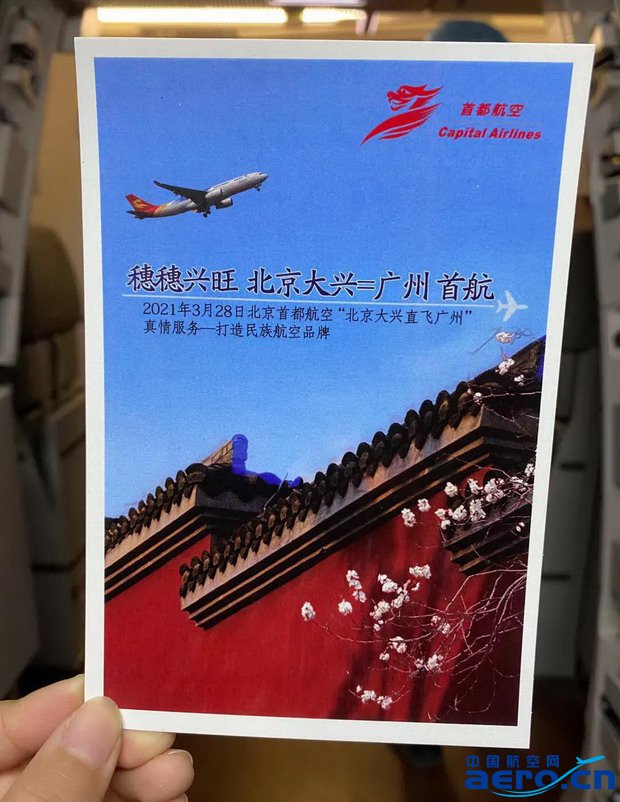 首都航空
Capital Airlines
穗穗兴旺 北京大兴=广州 首航
2021年3月28日北京首都航空“北京大兴直飞广州”
真情服务—打造民族航空品牌
中国航空网
aero.cn